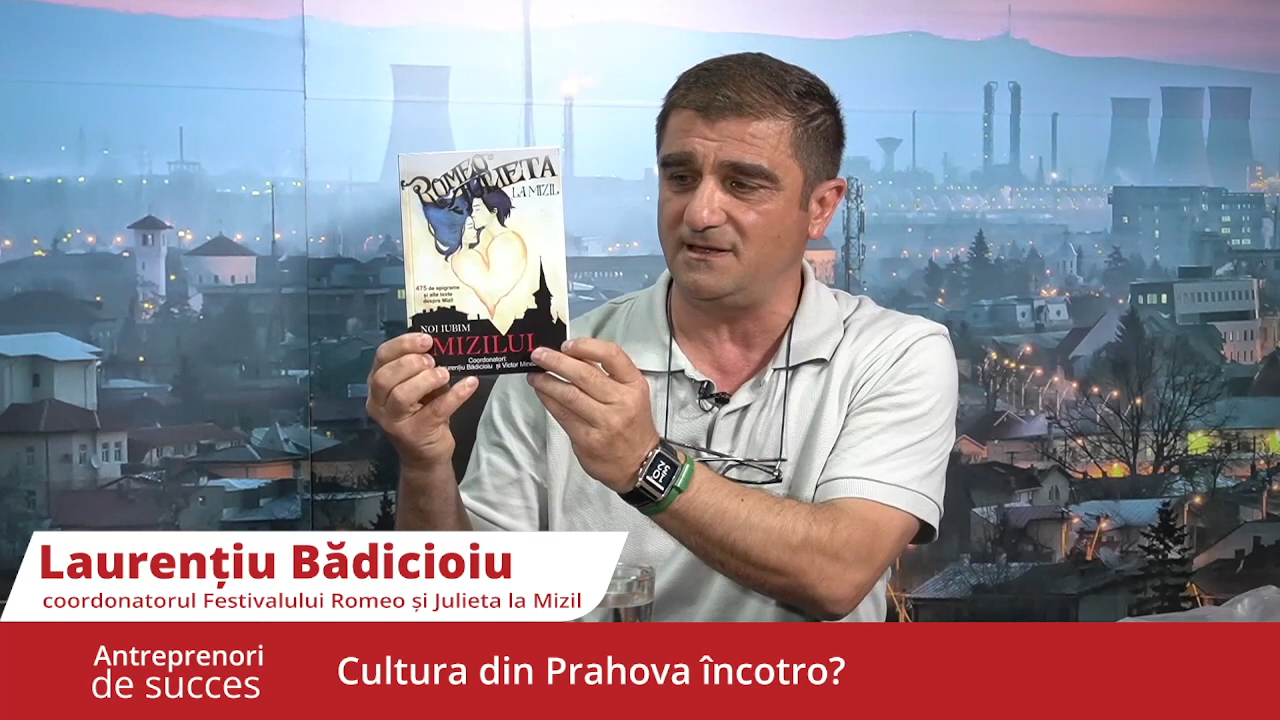 ROMEO
JULIETA
LA MIZIL
475 de epigrame
și alte texte
despre Mizil
NOI IUBIM
MIZILUL
Coordonatori:
Laurențiu Bădicioiu și Victor
Laurențiu Bădicioiu
coordonatorul Festivalului Romeo și Julieta la Mizil
Antreprenori
de succes
Cultura din Prahova încotro?